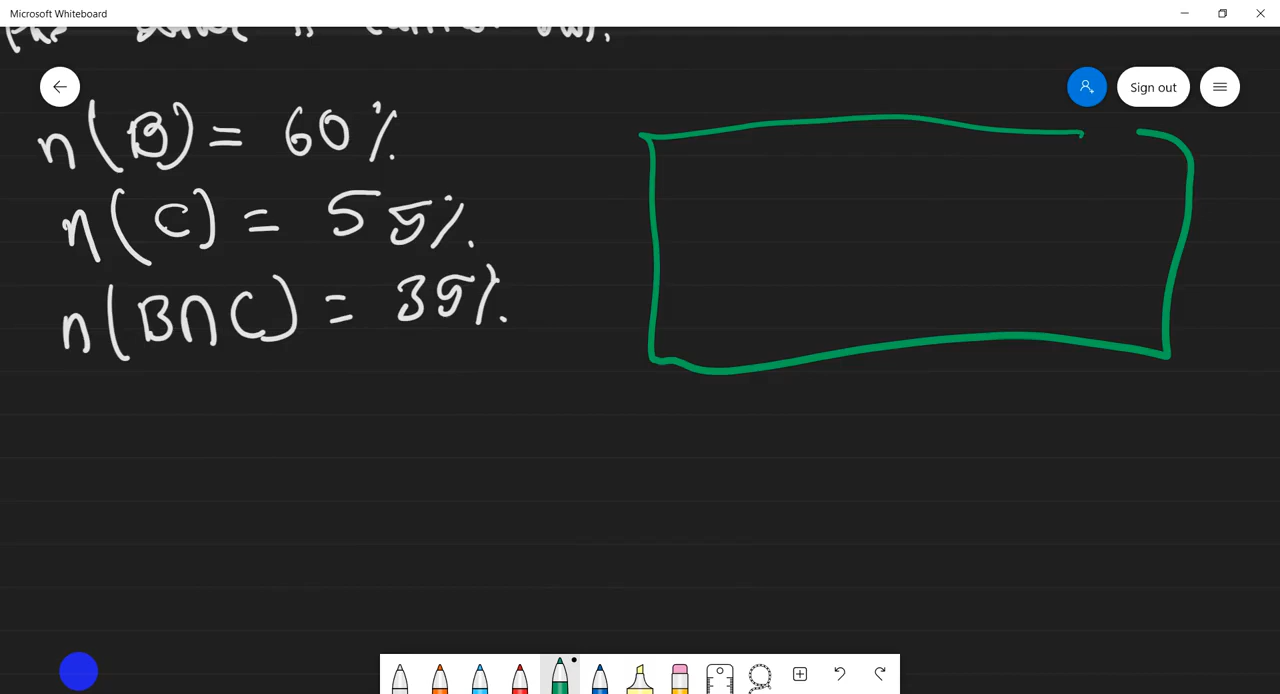 Microsoft Whiteboard
Sign out
n(B) = 60%
n(C) = 55%
n(B∩C) = 35%